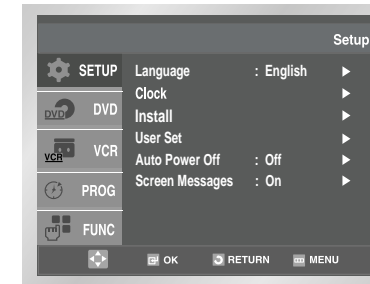 Setup
SETUP
DVD
VCR
PROG
FUNC
Language : English ►
Clock ►
Install ►
User Set ►
Auto Power Off : Off ►
Screen Messages : On ►
DVD
VCR
OK RETURN MENU